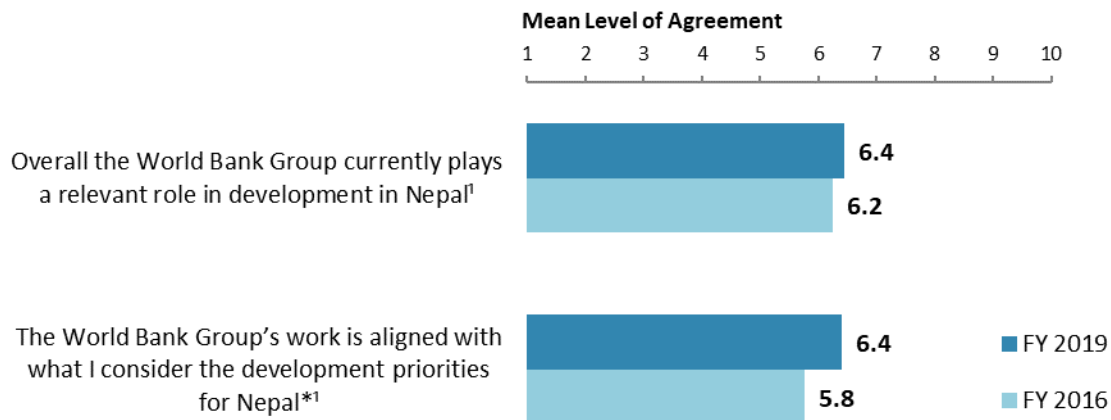 Mean Level of Agreement
1 2 3 4 5 6 7 8 9 10
Overall the World Bank Group currently plays
a relevant role in development in Nepal¹
6.4
6.2
The World Bank Group’s work is aligned with
what I consider the development priorities
for Nepal*¹
6.4
5.8
FY 2019
FY 2016